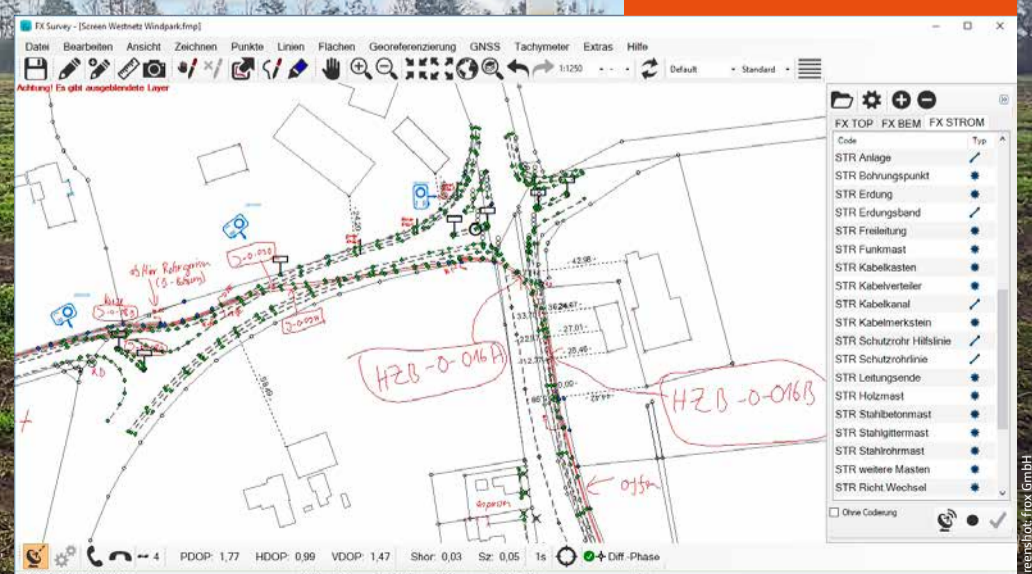 FX Survey - [Screen Westnetz Windpark.fmp]
Datei Bearbeiten Ansicht Zeichnen Punkte Linien Flächen Georeferenzierung GNSS Tachymeter Extras Hilfe
1:1250 Default Standard
Achtung! Es gibt ausgeblendete Layer
FX TOP FX BEM FX STROM
Code Typ
STR Anlage
STR Bohrungspunkt
STR Erdung
STR Erdungsband
STR Freileitung
STR Funkmast
STR Kabelkasten
STR Kabelverteiler
STR Kabelkanal
STR Kabelmerkstein
STR Schutzrohr Hilfslinie
STR Schutzrohrlinie
STR Leitungsende
STR Holzmast
STR Stahlbetonmast
STR Stahlgittermast
STR Stahlrohrmast
STR weitere Masten
STR Richt Wechsel
Ohne Codierung
24,20
42,98
27,01
HZB-0-016A
HZB-0-016B
offen
4 PDOP: 1,77 HDOP: 0,99 VDOP: 1,47 Shor: 0,03 Sz: 0,05 1s Diff.-Phase